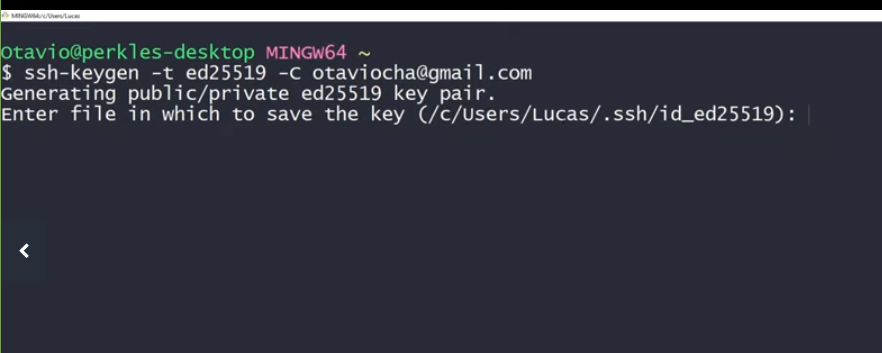 MINGW64:/c/Users/Lucas
Otavio@perkles-desktop MINGW64 ~
$ ssh-keygen -t ed25519 -C otaviocha@gmail.com
Generating public/private ed25519 key pair.
Enter file in which to save the key (/c/Users/Lucas/.ssh/id_ed25519):